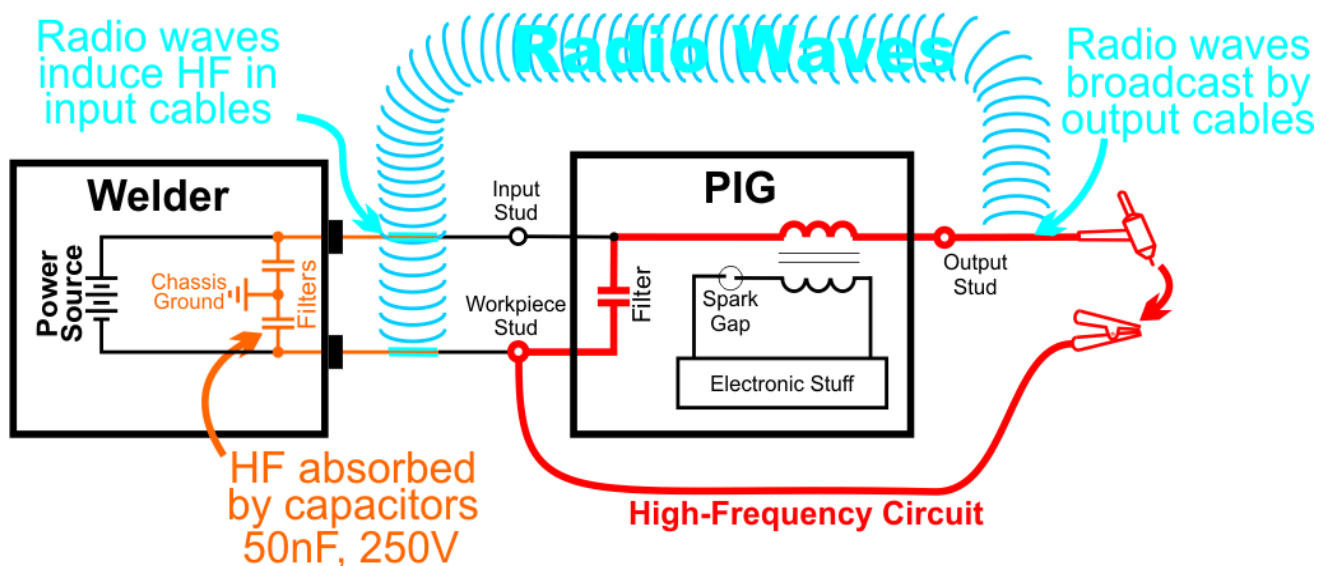 Radio waves
induce HF in
input cables
Radio Waves
Radio waves
broadcast by
output cables
Welder
Power
Source
Chassis
Ground
Filters
Input
Stud
Workpiece
Stud
PIG
Filter
Spark
Gap
Electronic Stuff
Output
Stud
HF absorbed
by capacitors
50nF, 250V
High-Frequency Circuit